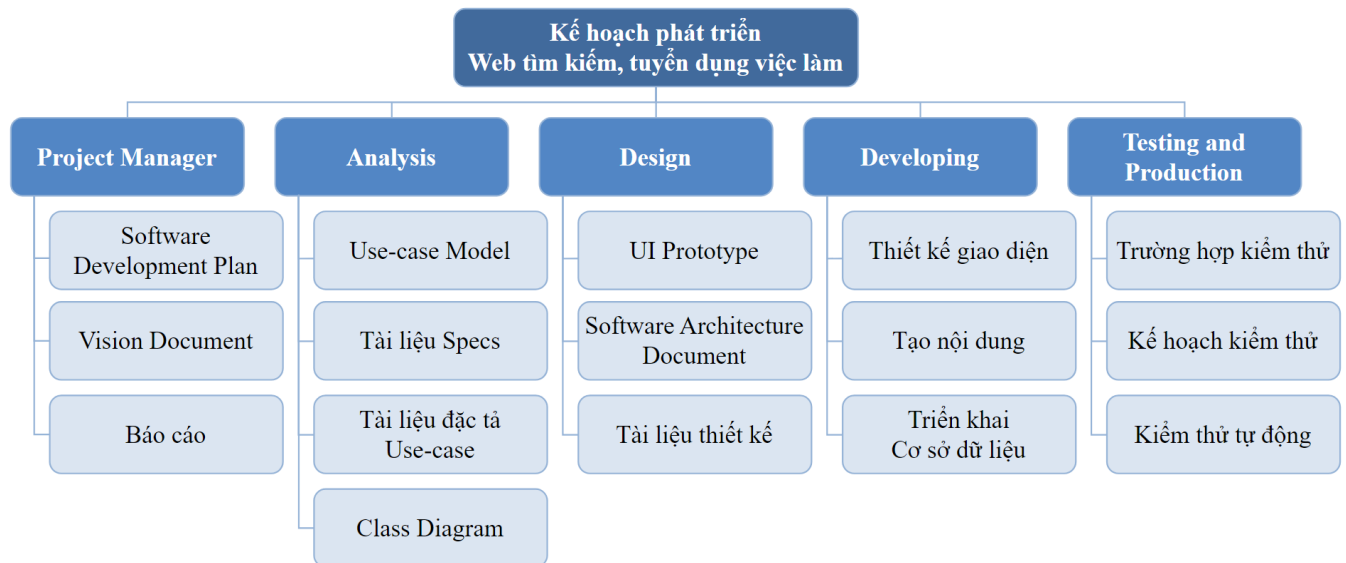 Kế hoạch phát triển
Web tìm kiếm, tuyển dụng việc làm
Project Manager
Software
Development Plan
Vision Document
Báo cáo
Analysis
Use-case Model
Tài liệu Specs
Tài liệu đặc tả
Use-case
Class Diagram
Design
UI Prototype
Software Architecture
Document
Tài liệu thiết kế
Developing
Thiết kế giao diện
Tạo nội dung
Triển khai
Cơ sở dữ liệu
Testing and
Production
Trường hợp kiểm thử
Kế hoạch kiểm thử
Kiểm thử tự động